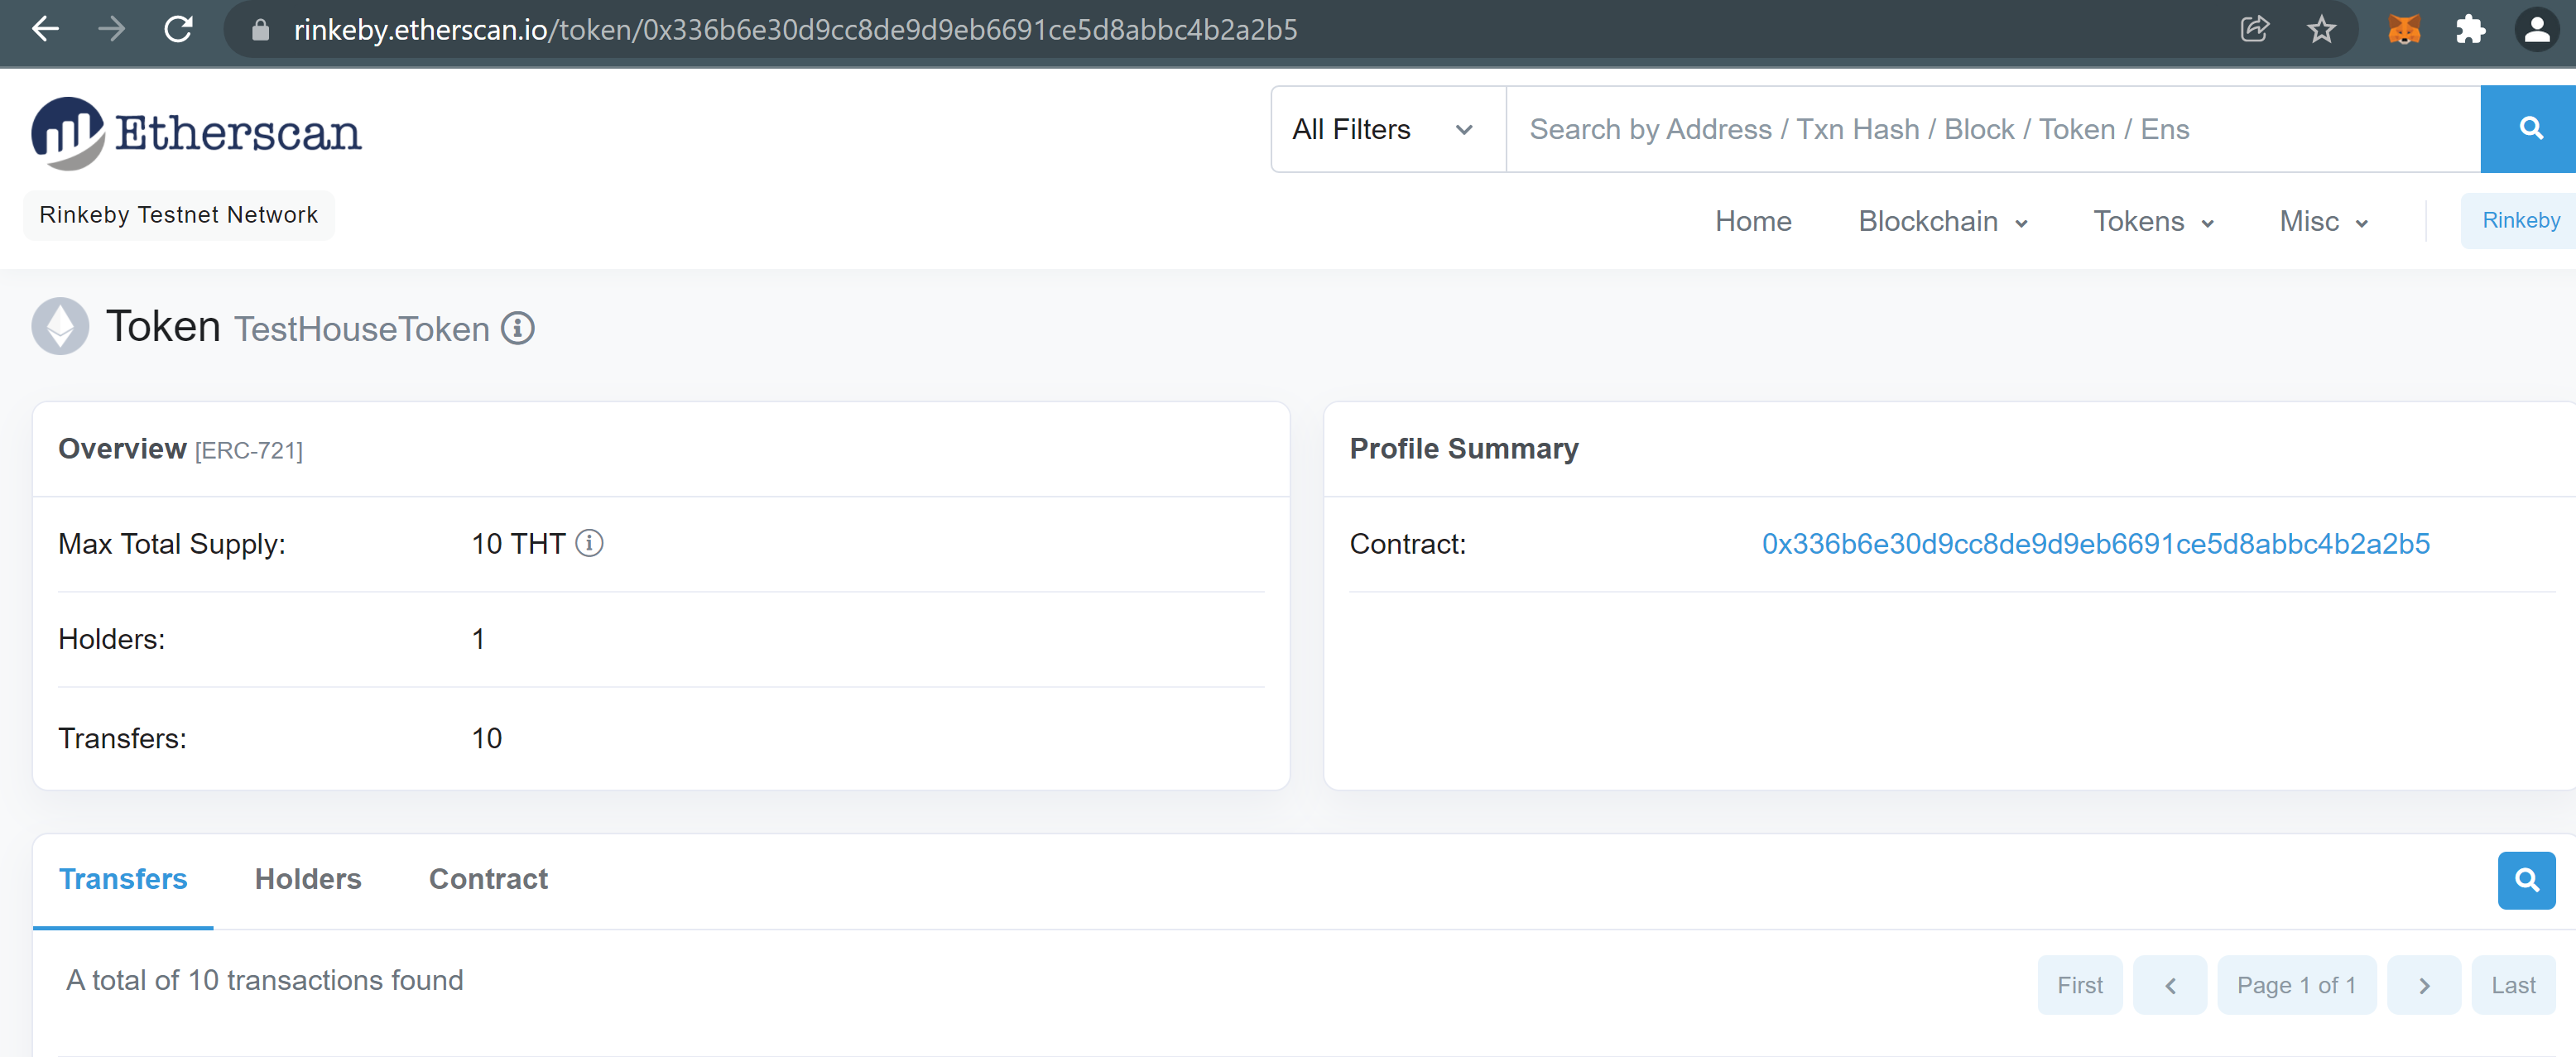 rinkeby.etherscan.io/token/0x336b6e30d9cc8de9d9eb6691ce5d8abbc4b2a2b5
Etherscan
All Filters
Search by Address / Txn Hash / Block / Token / Ens
Rinkeby Testnet Network
Home Blockchain Tokens Misc Rinkeby
Token TestHouseToken
Overview [ERC-721]
Max Total Supply: 10 THT
Holders: 1
Transfers: 10
Profile Summary
Contract: 0x336b6e30d9cc8de9d9eb6691ce5d8abbc4b2a2b5
Transfers Holders Contract
A total of 10 transactions found
First Page 1 of 1 Last